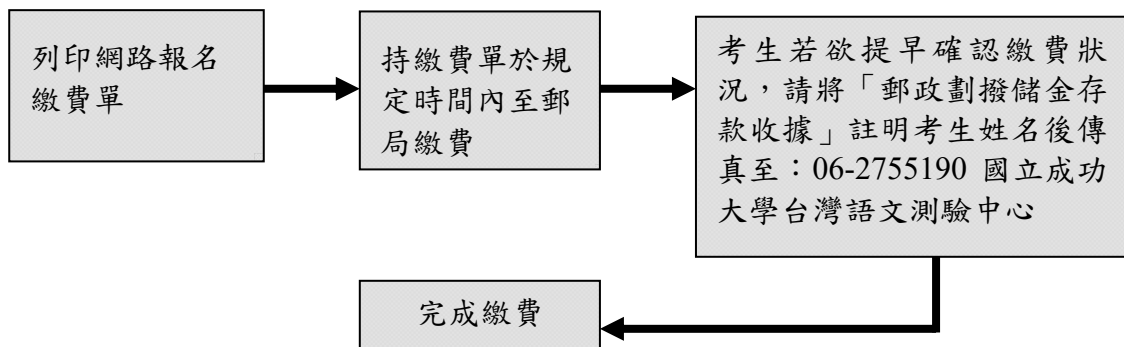 列印網路報名
繳費單
持繳費單於規
定時間內至郵
局繳費
考生若欲提早確認繳費狀
況，請將「郵政劃撥儲金存
款收據」註明考生姓名後傳
真至：06-2755190 國立成功
大學台灣語文測驗中心
完成繳費